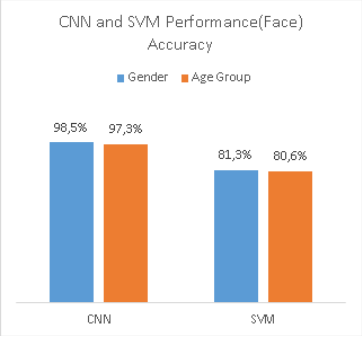 CNN and SVM Performance(Face)
Accuracy
Gender Age Group
98,5% 97,3% 81,3% 80,6%
CNN SVM